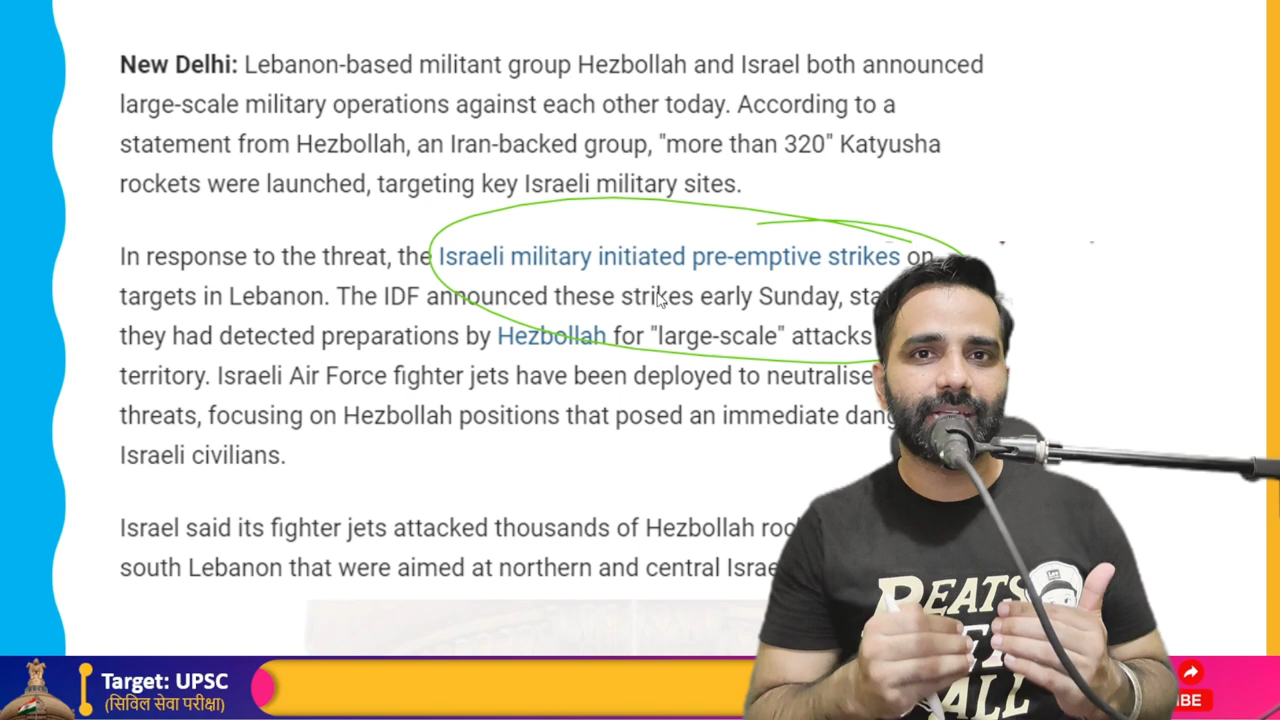 New Delhi: Lebanon-based militant group Hezbollah and Israel both announced
large-scale military operations against each other today. According to a
statement from Hezbollah, an Iran-backed group, "more than 320" Katyusha
rockets were launched, targeting key Israeli military sites.
In response to the threat, the Israeli military initiated pre-emptive strikes on
targets in Lebanon. The IDF announced these strikes early Sunday,
they had detected preparations by Hezbollah for "large-scale" attacks
territory. Israeli Air Force fighter jets have been deployed to neutralise
threats, focusing on Hezbollah positions that posed an immediate
Israeli civilians.
Israel said its fighter jets attacked thousands of Hezbollah
south Lebanon that were aimed at northern and central
BEATS
ALL
Target: UPSC
(सिविल सेवा परीक्षा)
IBE